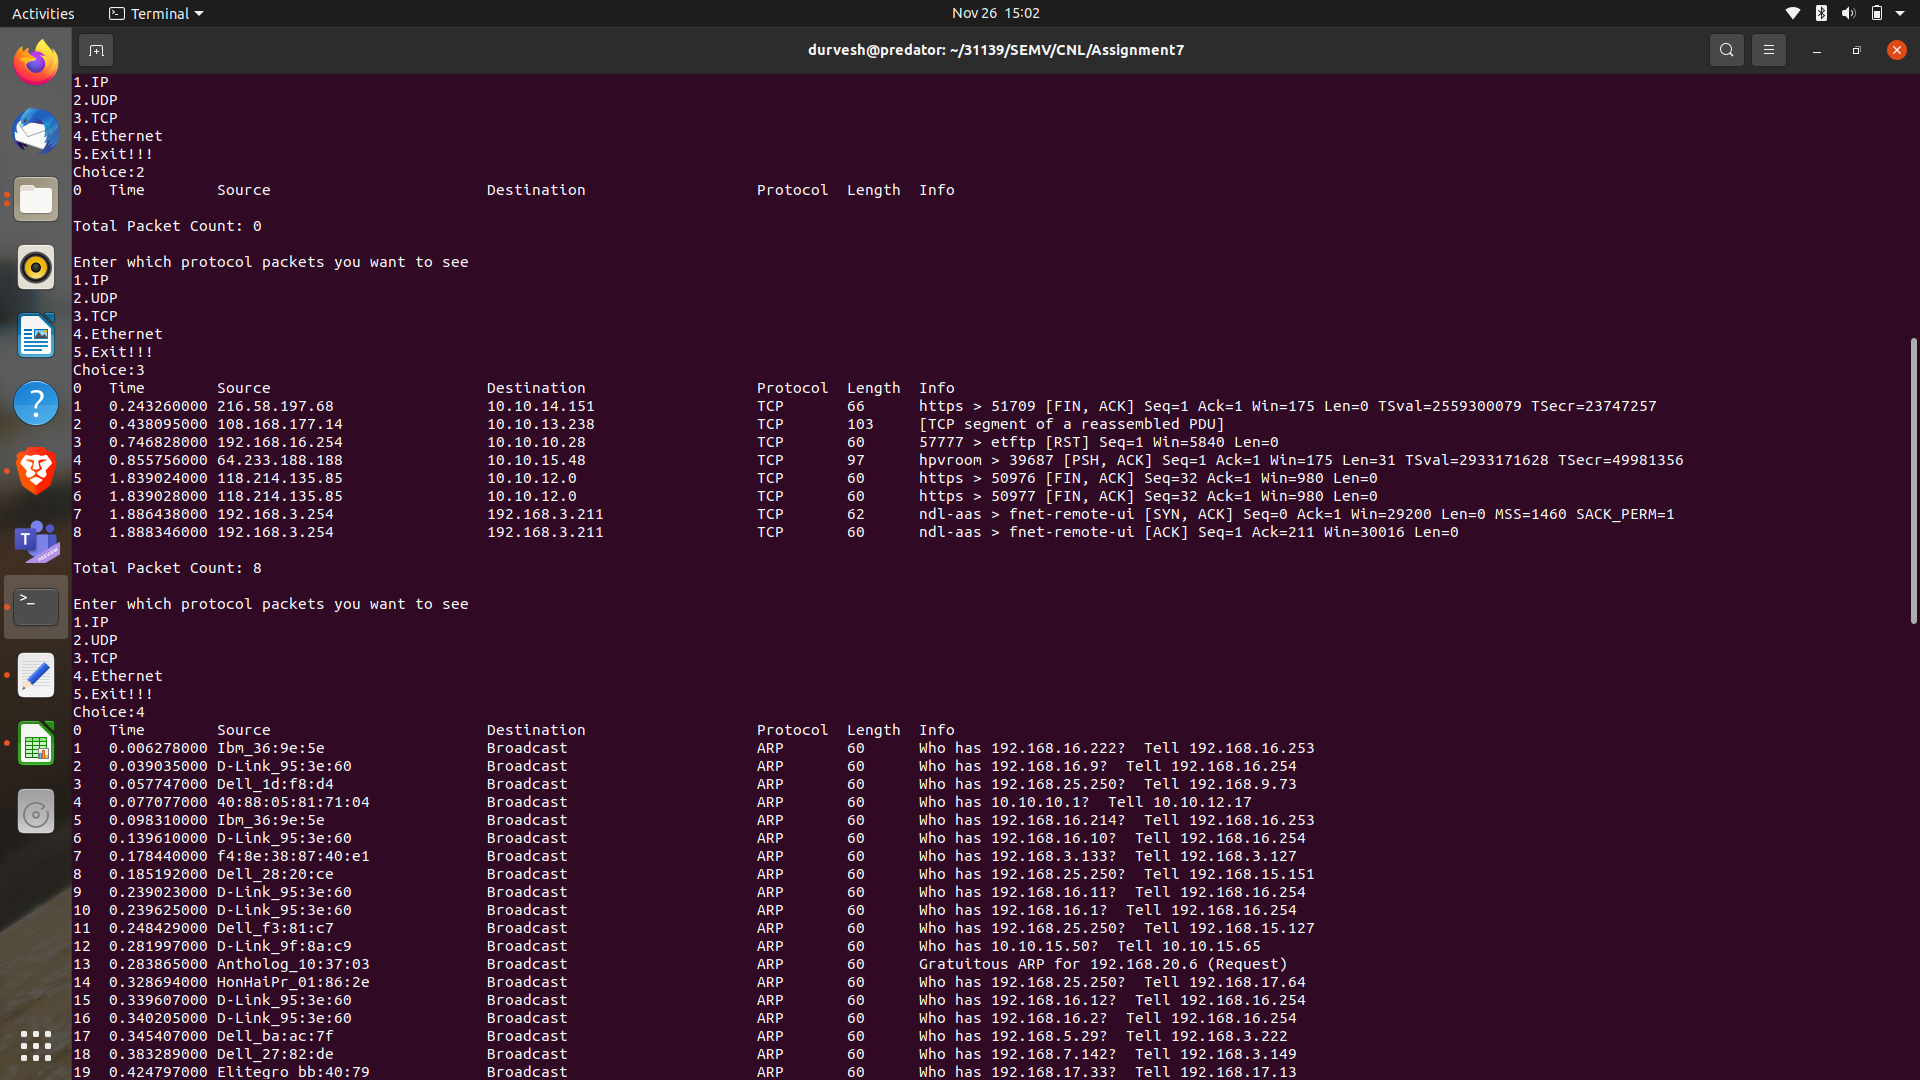 Activities
Terminal
Nov 26 15:02
durvesh@predator: ~/31139/SEMV/CNL/Assignment7
1.IP
2.UDP
3.TCP
4.Ethernet
5.Exit!!!
Choice:2
0 Time Source Destination Protocol Length Info
Total Packet Count: 0
Enter which protocol packets you want to see
1.IP
2.UDP
3.TCP
4.Ethernet
5.Exit!!!
Choice:3
0 Time Source Destination Protocol Length Info
1 0.243260000 216.58.197.68 10.10.14.151 TCP 66 https > 51709 [FIN, ACK] Seq=1 Ack=1 Win=175 Len=0 TSval=2559300079 TSecr=23747257
2 0.438095000 108.168.177.14 10.10.13.238 TCP 103 [TCP segment of a reassembled PDU]
3 0.746828000 192.168.16.254 10.10.10.28 TCP 60 57777 > etftp [RST] Seq=1 Win=5840 Len=0
4 0.855756000 64.233.188.188 10.10.15.48 TCP 97 hpvroom > 39687 [PSH, ACK] Seq=1 Ack=1 Win=175 Len=31 TSval=2933171628 TSecr=49981356
5 1.839024000 118.214.135.85 10.10.12.0 TCP 60 https > 50976 [FIN, ACK] Seq=32 Ack=1 Win=980 Len=0
6 1.839028000 118.214.135.85 10.10.12.0 TCP 60 https > 50977 [FIN, ACK] Seq=32 Ack=1 Win=980 Len=0
7 1.886438000 192.168.3.254 192.168.3.211 TCP 62 ndl-aas > fnet-remote-ui [SYN, ACK] Seq=0 Ack=1 Win=29200 Len=0 MSS=1460 SACK_PERM=1
8 1.888346000 192.168.3.254 192.168.3.211 TCP 60 ndl-aas > fnet-remote-ui [ACK] Seq=1 Ack=211 Win=30016 Len=0
Total Packet Count: 8
Enter which protocol packets you want to see
1.IP
2.UDP
3.TCP
4.Ethernet
5.Exit!!!
Choice:4
0 Time Source Destination Protocol Length Info
1 0.006278000 Ibm_36:9e:5e Broadcast ARP 60 Who has 192.168.16.222? Tell 192.168.16.253
2 0.039035000 D-Link_95:3e:60 Broadcast ARP 60 Who has 192.168.16.9? Tell 192.168.16.254
3 0.057747000 Dell_1d:f8:d4 Broadcast ARP 60 Who has 192.168.25.250? Tell 192.168.9.73
4 0.077077000 40:88:05:81:71:04 Broadcast ARP 60 Who has 10.10.10.1? Tell 10.10.12.17
5 0.098310000 Ibm_36:9e:5e Broadcast ARP 60 Who has 192.168.16.214? Tell 192.168.16.253
6 0.139610000 D-Link_95:3e:60 Broadcast ARP 60 Who has 192.168.16.10? Tell 192.168.16.254
7 0.178440000 f4:8e:38:87:40:e1 Broadcast ARP 60 Who has 192.168.3.133? Tell 192.168.3.127
8 0.185192000 Dell_28:20:ce Broadcast ARP 60 Who has 192.168.25.250? Tell 192.168.15.151
9 0.239023000 D-Link_95:3e:60 Broadcast ARP 60 Who has 192.168.16.11? Tell 192.168.16.254
10 0.239625000 D-Link_95:3e:60 Broadcast ARP 60 Who has 192.168.16.1? Tell 192.168.16.254
11 0.248429000 Dell_f3:81:c7 Broadcast ARP 60 Who has 192.168.25.250? Tell 192.168.15.127
12 0.281997000 D-Link_9f:8a:c9 Broadcast ARP 60 Who has 10.10.15.50? Tell 10.10.15.65
13 0.283865000 Antholog_10:37:03 Broadcast ARP 60 Gratuitous ARP for 192.168.20.6 (Request)
14 0.328694000 HonHaiPr_01:86:2e Broadcast ARP 60 Who has 192.168.25.250? Tell 192.168.17.64
15 0.339607000 D-Link_95:3e:60 Broadcast ARP 60 Who has 192.168.16.12? Tell 192.168.16.254
16 0.340205000 D-Link_95:3e:60 Broadcast ARP 60 Who has 192.168.16.2? Tell 192.168.16.254
17 0.345407000 Dell_ba:ac:7f Broadcast ARP 60 Who has 192.168.5.29? Tell 192.168.3.222
18 0.383289000 Dell_27:82:de Broadcast ARP 60 Who has 192.168.7.142? Tell 192.168.3.149
19 0.424797000 Elitegro_bb:40:79 Broadcast ARP 60 Who has 192.168.17.33? Tell 192.168.17.13